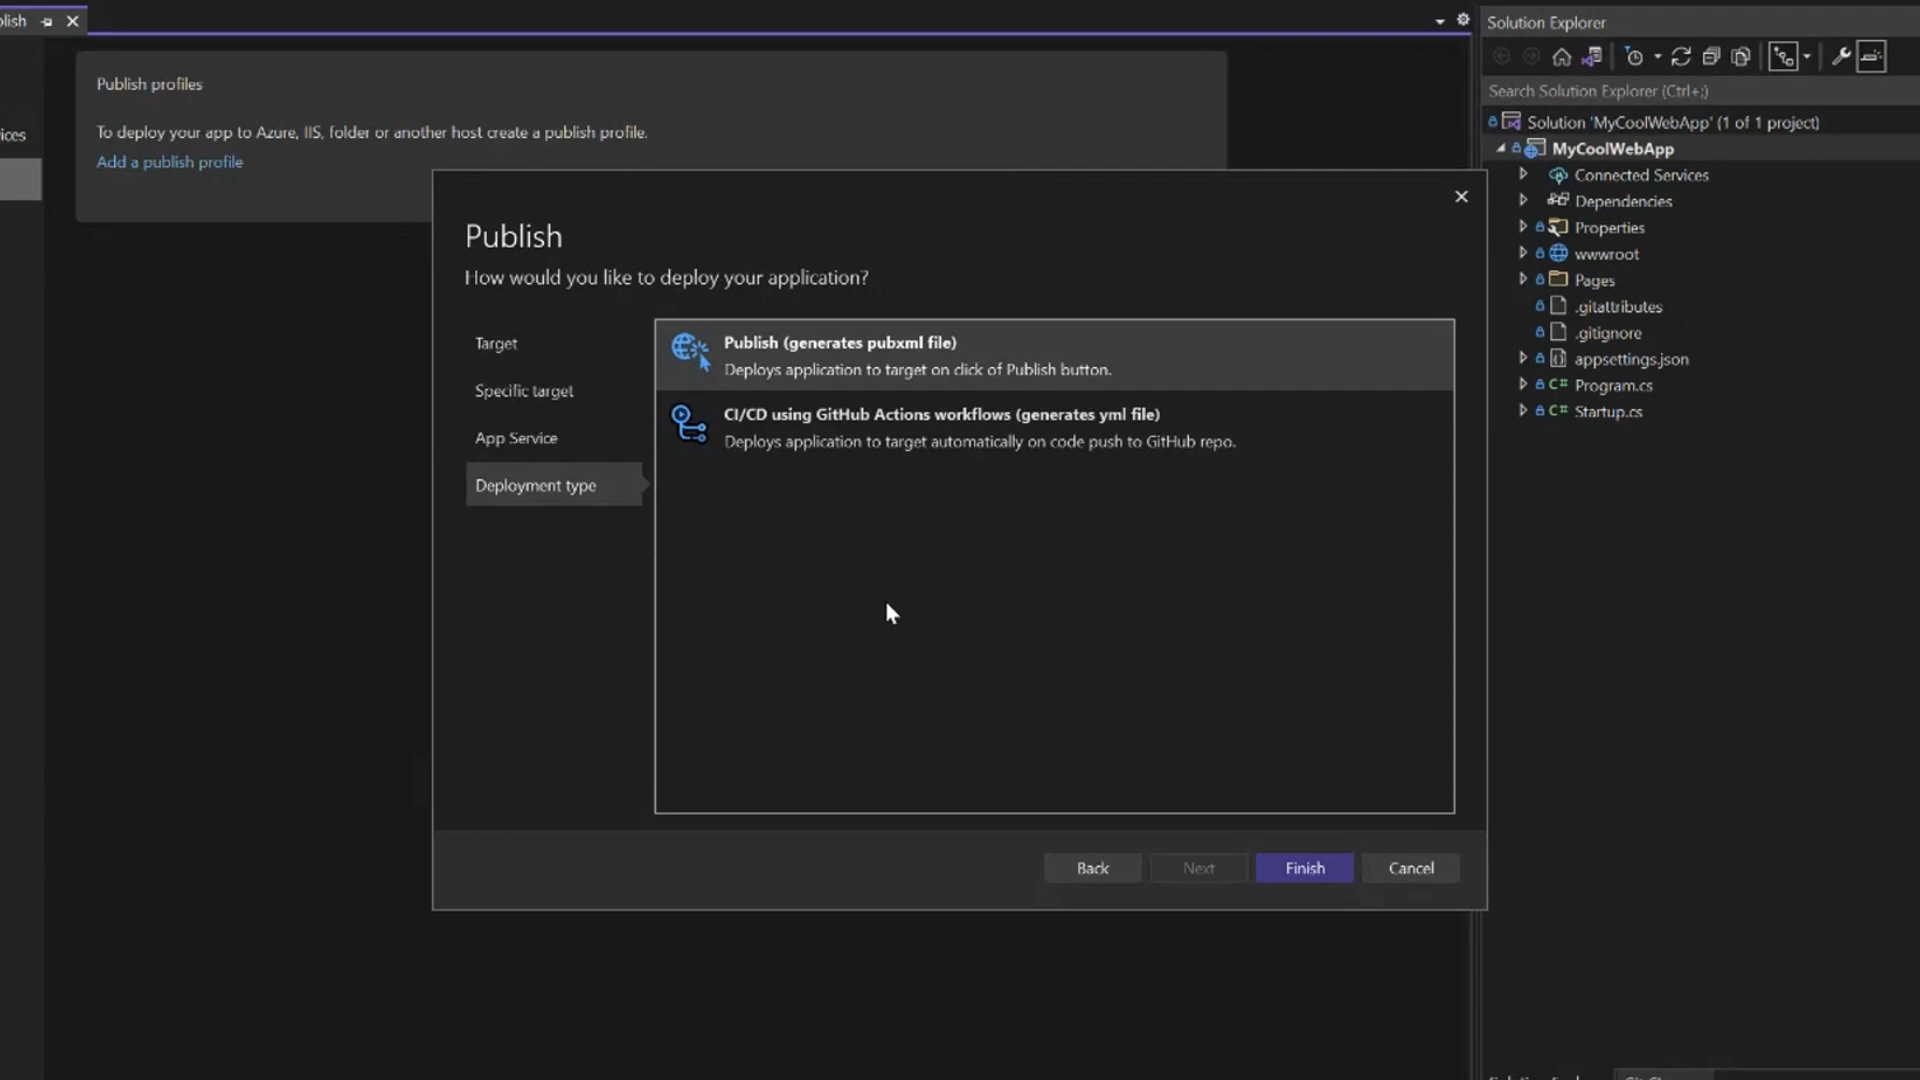 Publish profiles
To deploy your app to Azure, IIS, folder or another host create a publish profile.
Add a publish profile
Publish
How would you like to deploy your application?
Target
Specific target
App Service
Deployment type
Publish (generates pubxml file)
Deploys application to target on click of Publish button.
CI/CD using GitHub Actions workflows (generates yml file)
Deploys application to target automatically on code push to GitHub repo.
Back
Next
Finish
Cancel
Solution Explorer
Search Solution Explorer (Ctrl+;)
Solution 'MyCoolWebApp' (1 of 1 project)
MyCoolWebApp
Connected Services
Dependencies
Properties
wwwroot
Pages
.gitattributes
.gitignore
appsettings.json
C# Program.cs
C# Startup.cs